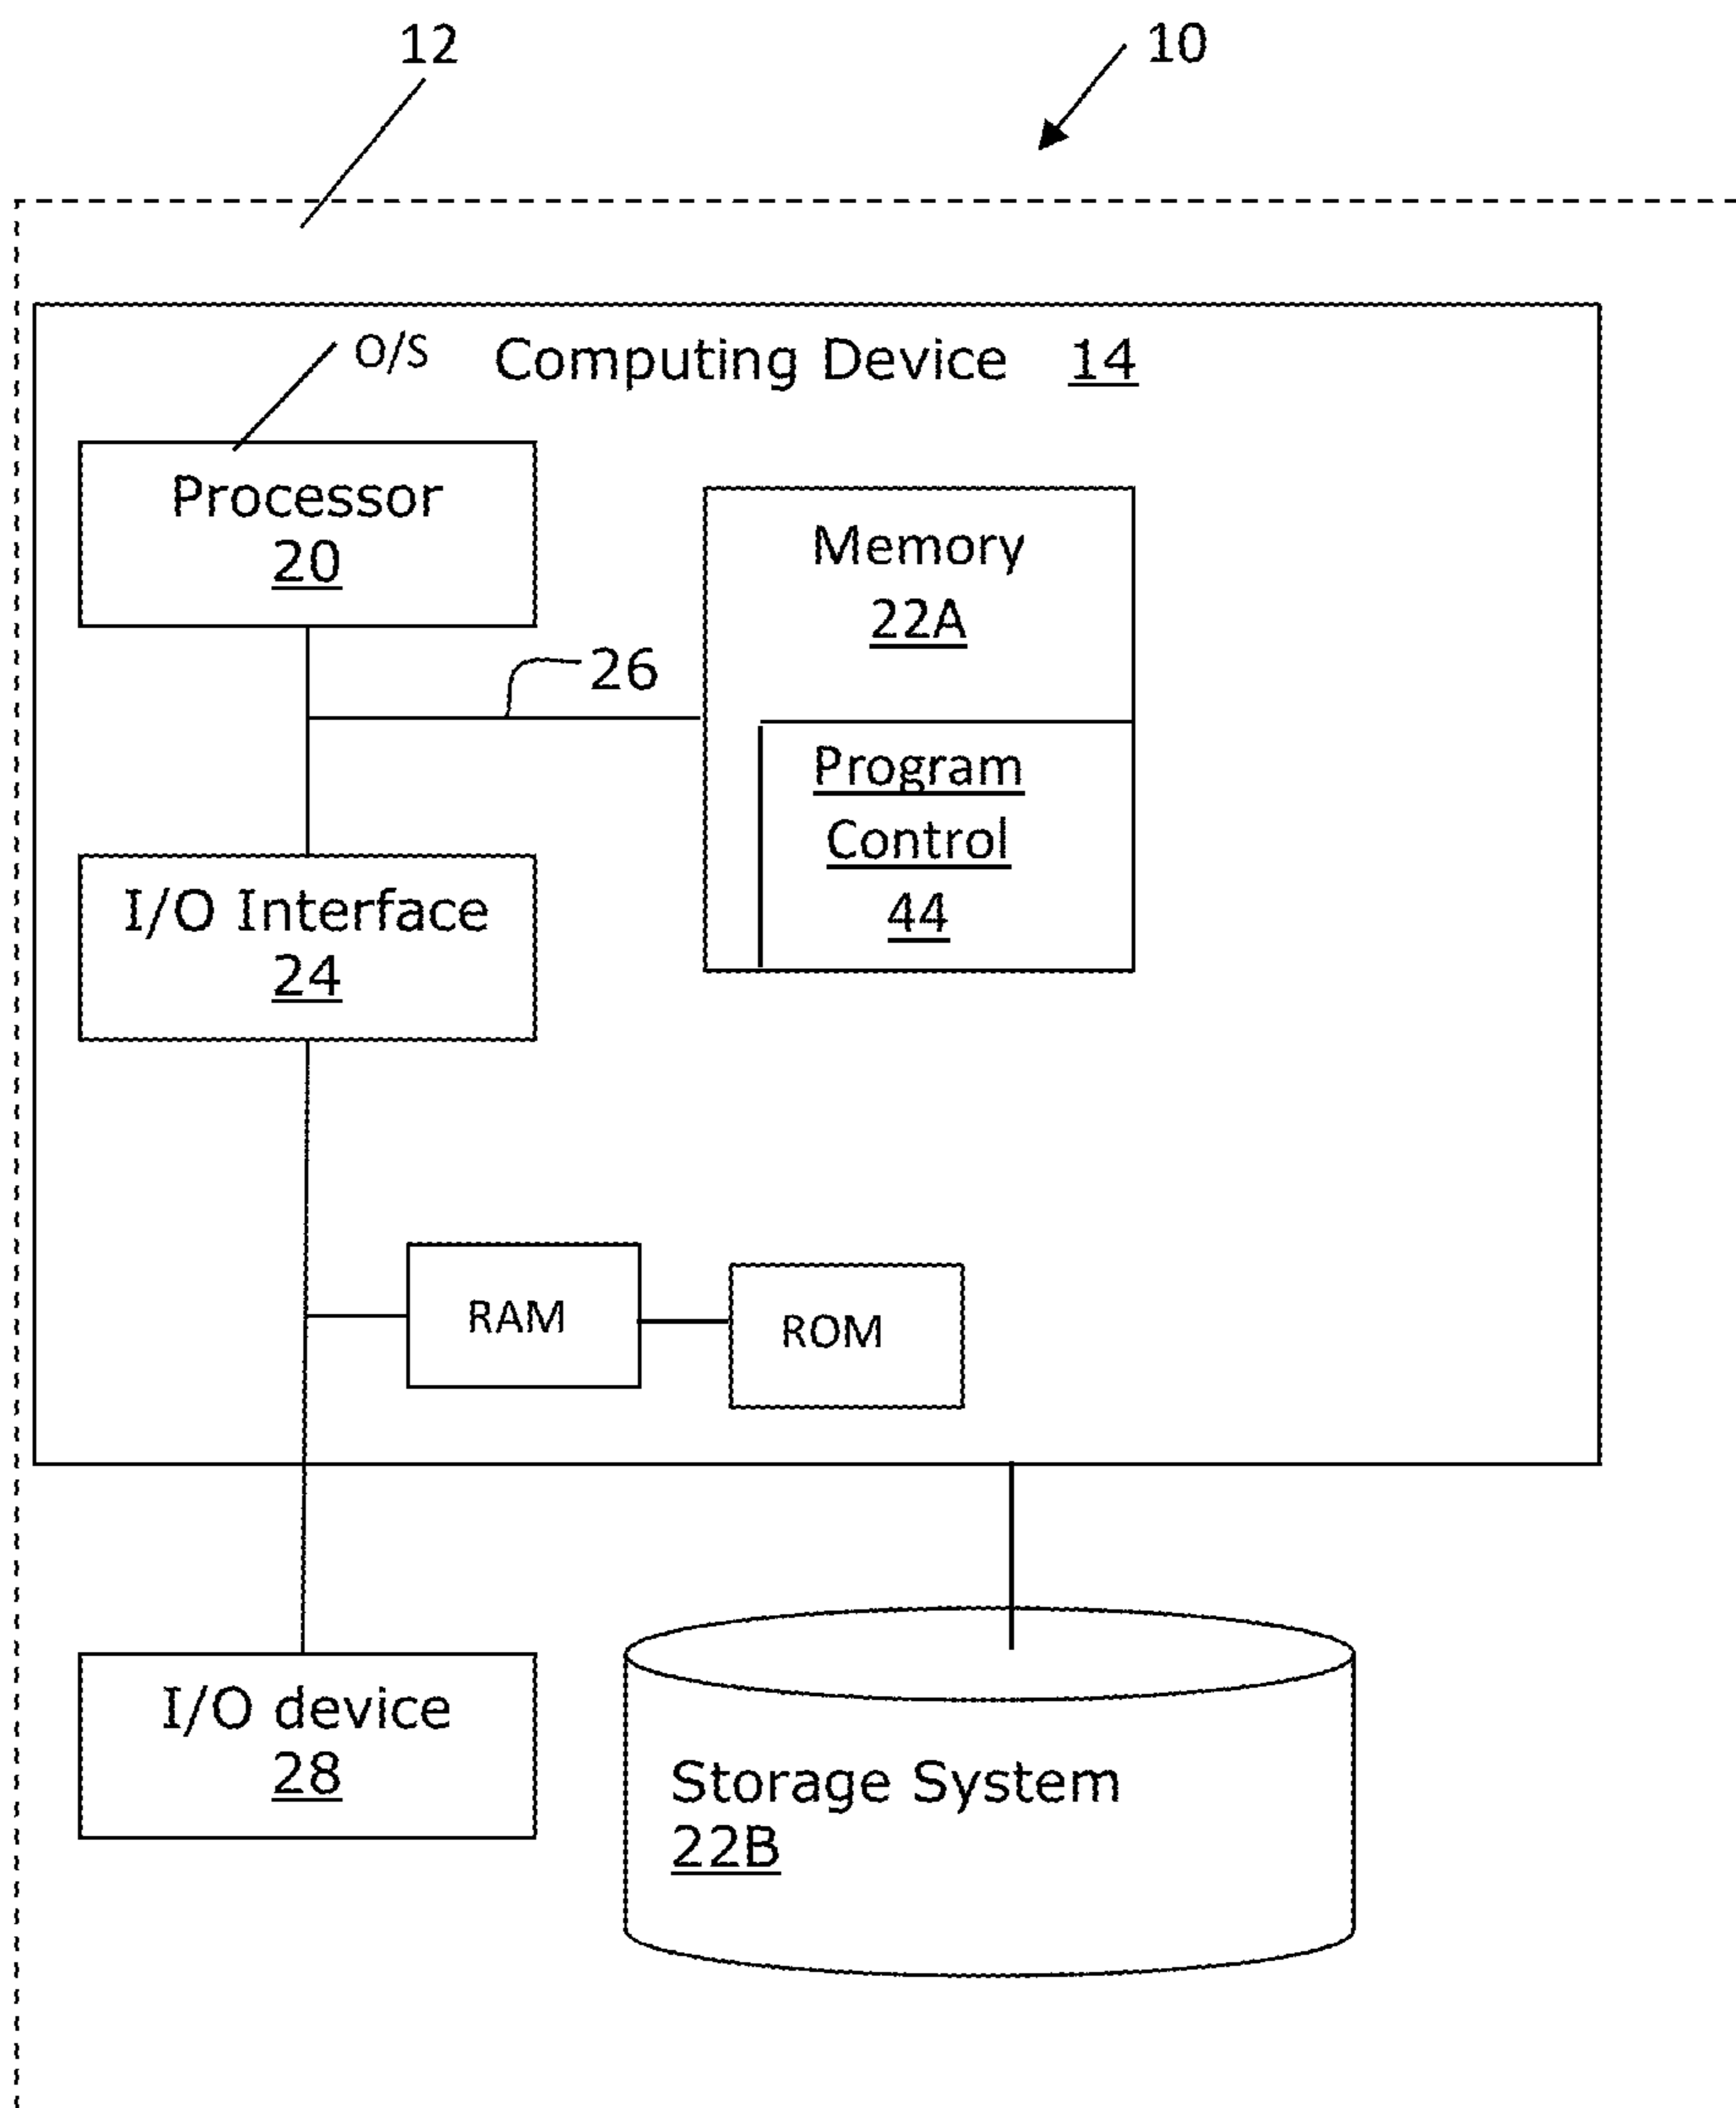 12
10
O/S
Computing Device 14
Processor
20
Memory
22A
26
Program
Control
44
I/O Interface
24
RAM
ROM
I/O device
28
Storage System
22B